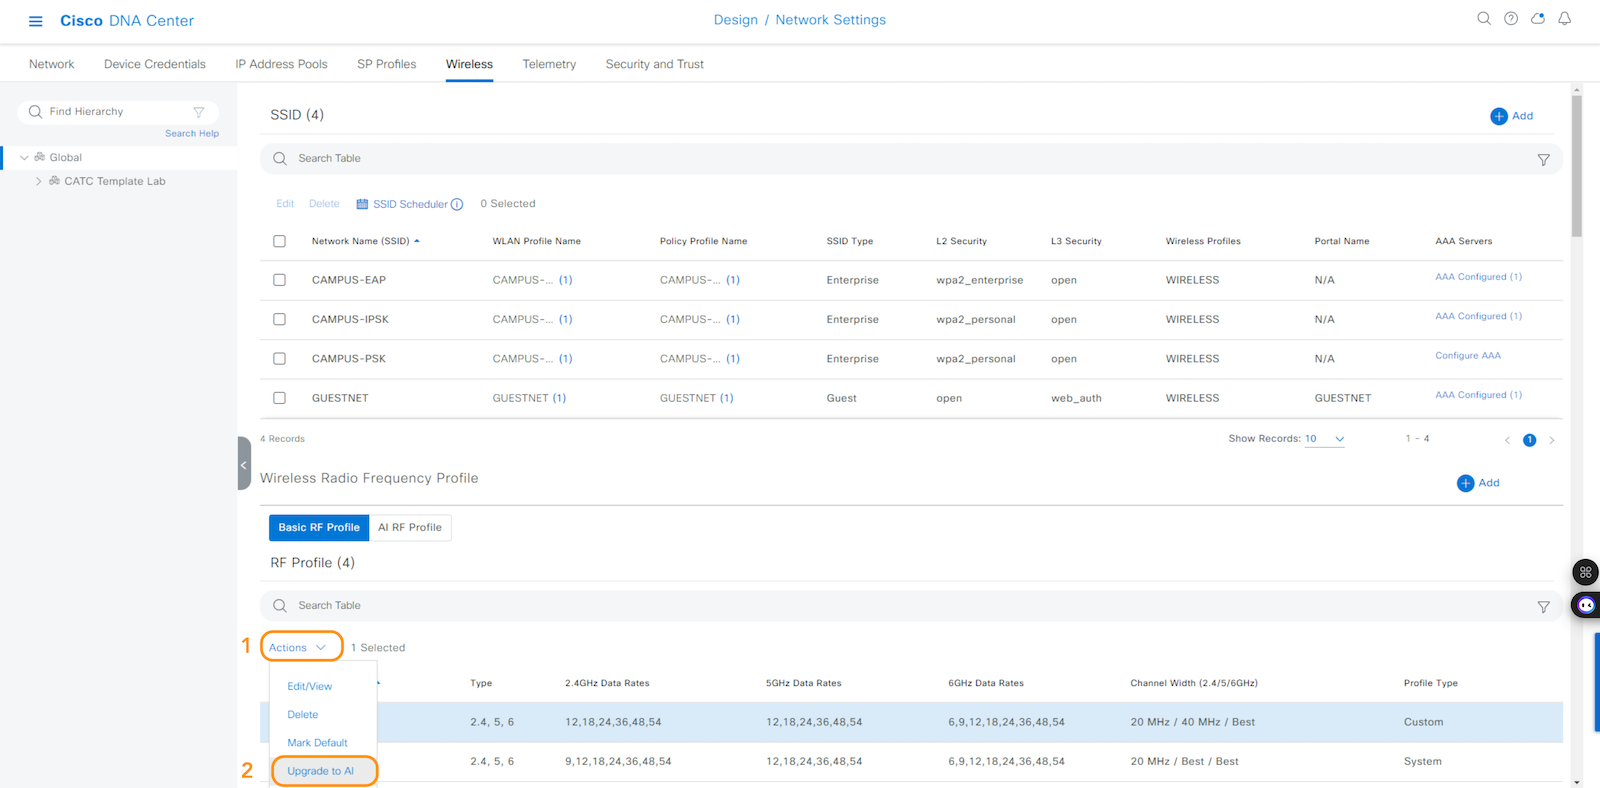 Cisco DNA Center
Design / Network Settings
Network Device Credentials IP Address Pools SP Profiles Wireless Telemetry Security and Trust
Find Hierarchy
Search Help
Global
CATC Template Lab
SSID (4)
Add
Search Table
Edit Delete SSID Scheduler 0 Selected
Network Name (SSID) WLAN Profile Name Policy Profile Name SSID Type L2 Security L3 Security Wireless Profiles Portal Name AAA Servers
CAMPUS-EAP CAMPUS-... (1) CAMPUS-... (1) Enterprise wpa2_enterprise open WIRELESS N/A AAA Configured (1)
CAMPUS-IPSK CAMPUS-... (1) CAMPUS-... (1) Enterprise wpa2_personal open WIRELESS N/A AAA Configured (1)
CAMPUS-PSK CAMPUS-... (1) CAMPUS-... (1) Enterprise wpa2_personal open WIRELESS N/A Configure AAA
GUESTNET GUESTNET (1) GUESTNET (1) Guest open web_auth WIRELESS GUESTNET AAA Configured (1)
4 Records Show Records: 10 1 - 4 1
Wireless Radio Frequency Profile
Add
Basic RF Profile AI RF Profile
RF Profile (4)
Search Table
1 Actions 1 Selected
Type 2.4GHz Data Rates 5GHz Data Rates 6GHz Data Rates Channel Width (2.4/5/6GHz) Profile Type
Edit/View
Delete
Mark Default
2 Upgrade to AI
2.4, 5, 6 12,18,24,36,48,54 12,18,24,36,48,54 6,9,12,18,24,36,48,54 20 MHz / 40 MHz / Best Custom
2.4, 5, 6 9,12,18,24,36,48,54 12,18,24,36,48,54 6,9,12,18,24,36,48,54 20 MHz / Best / Best System